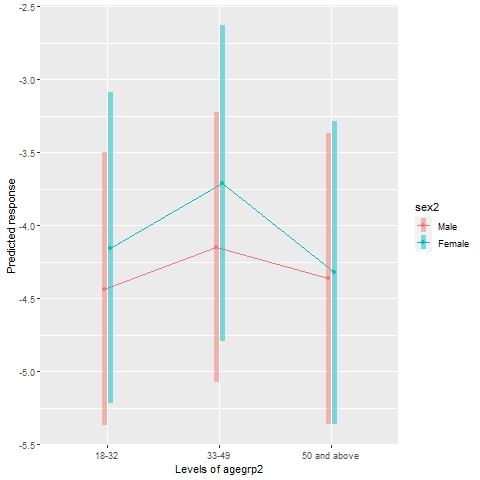 -2.5
-3.0
-3.5
-4.0
-4.5
-5.0
-5.5
Predicted response
18-32
33-49
50 and above
Levels of agegrp2
sex2
Male
Female